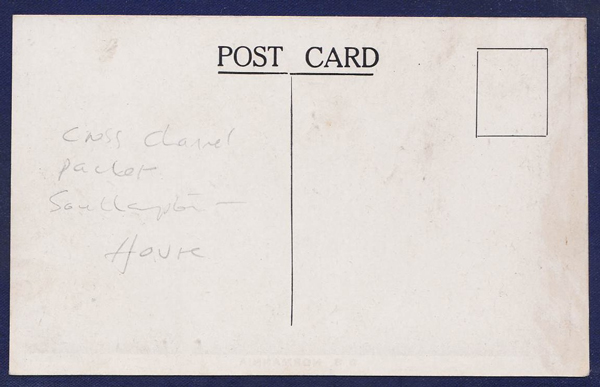 POST CARD
Cross Channel
Packet
Southampton –
Havre